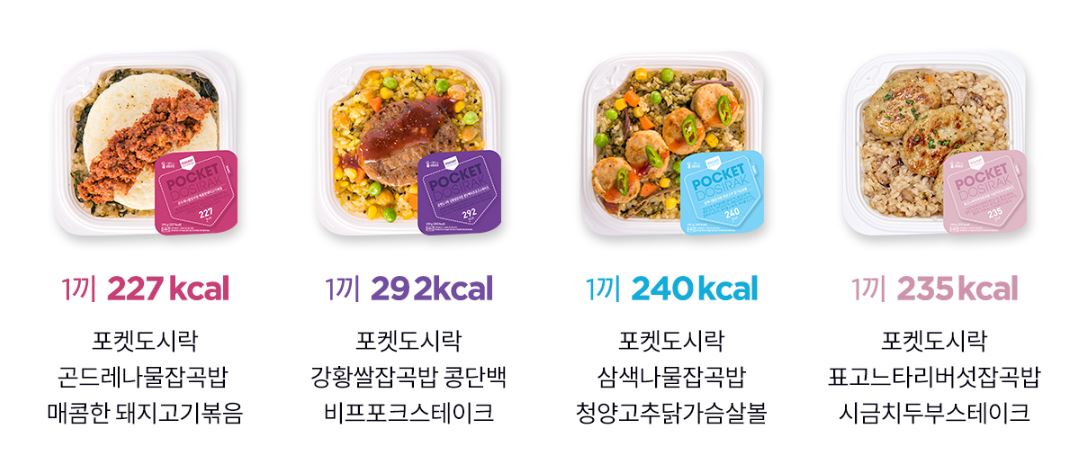 POCKET
DOSIRAK
227
POCKET
DOSIRAK
292
POCKET
DOSIRAK
240
POCKET
DOSIRAK
235
1끼 227 kcal
1끼 292kcal
1끼 240 kcal
1끼 235 kcal
포켓도시락
곤드레나물잡곡밥
매콤한 돼지고기볶음
포켓도시락
강황쌀잡곡밥 콩단백
비프포크스테이크
포켓도시락
삼색나물잡곡밥
청양고추닭가슴살볼
포켓도시락
표고느타리버섯잡곡밥
시금치두부스테이크